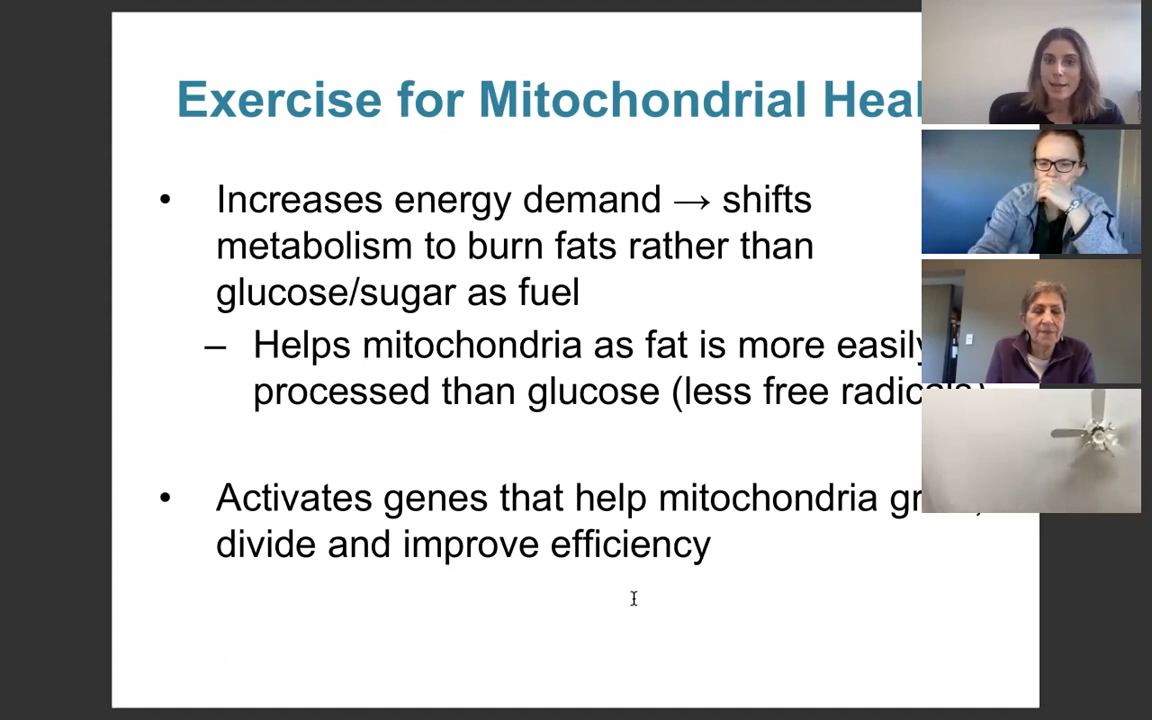 Exercise for Mitochondrial Heal
• Increases energy demand → shifts
metabolism to burn fats rather than
glucose/sugar as fuel
– Helps mitochondria as fat is more easily
processed than glucose (less free radicals)
• Activates genes that help mitochondria
divide and improve efficiency